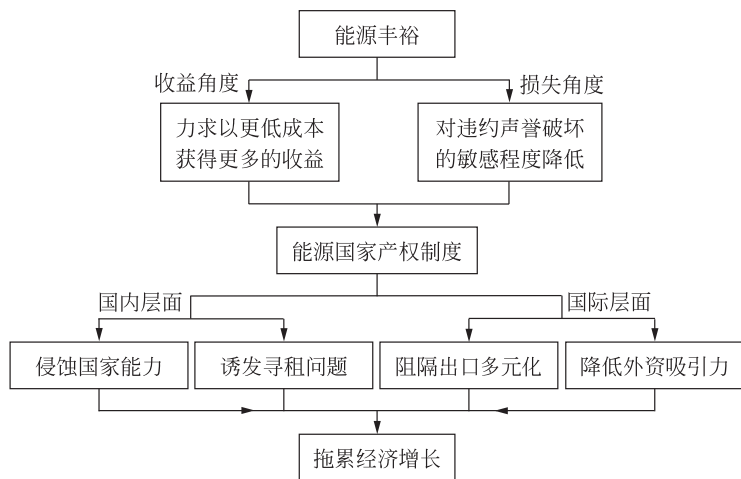 能源丰裕
收益角度
损失角度
力求以更低成本
获得更多的收益
对违约声誉破坏
的敏感程度降低
能源国家产权制度
国内层面
国际层面
侵蚀国家能力
诱发寻租问题
阻隔出口多元化
降低外资吸引力
拖累经济增长